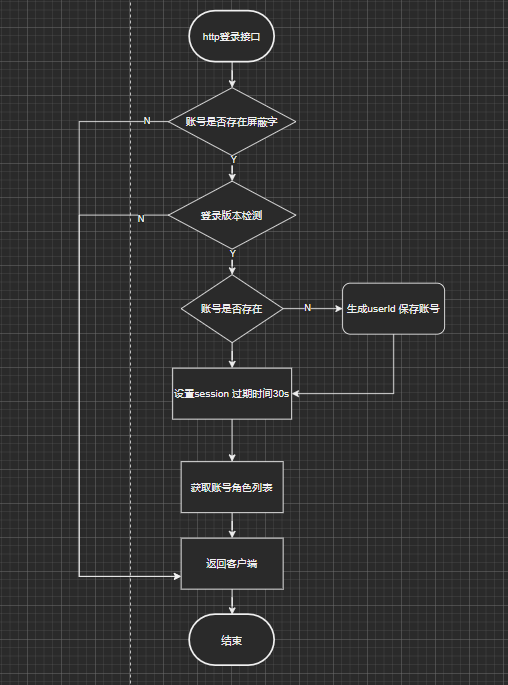 http登录接口
账号是否存在屏蔽字
N
Y
登录版本检测
N
Y
账号是否存在
N
生成userId 保存账号
设置session 过期时间30s
获取账号角色列表
返回客户端
结束